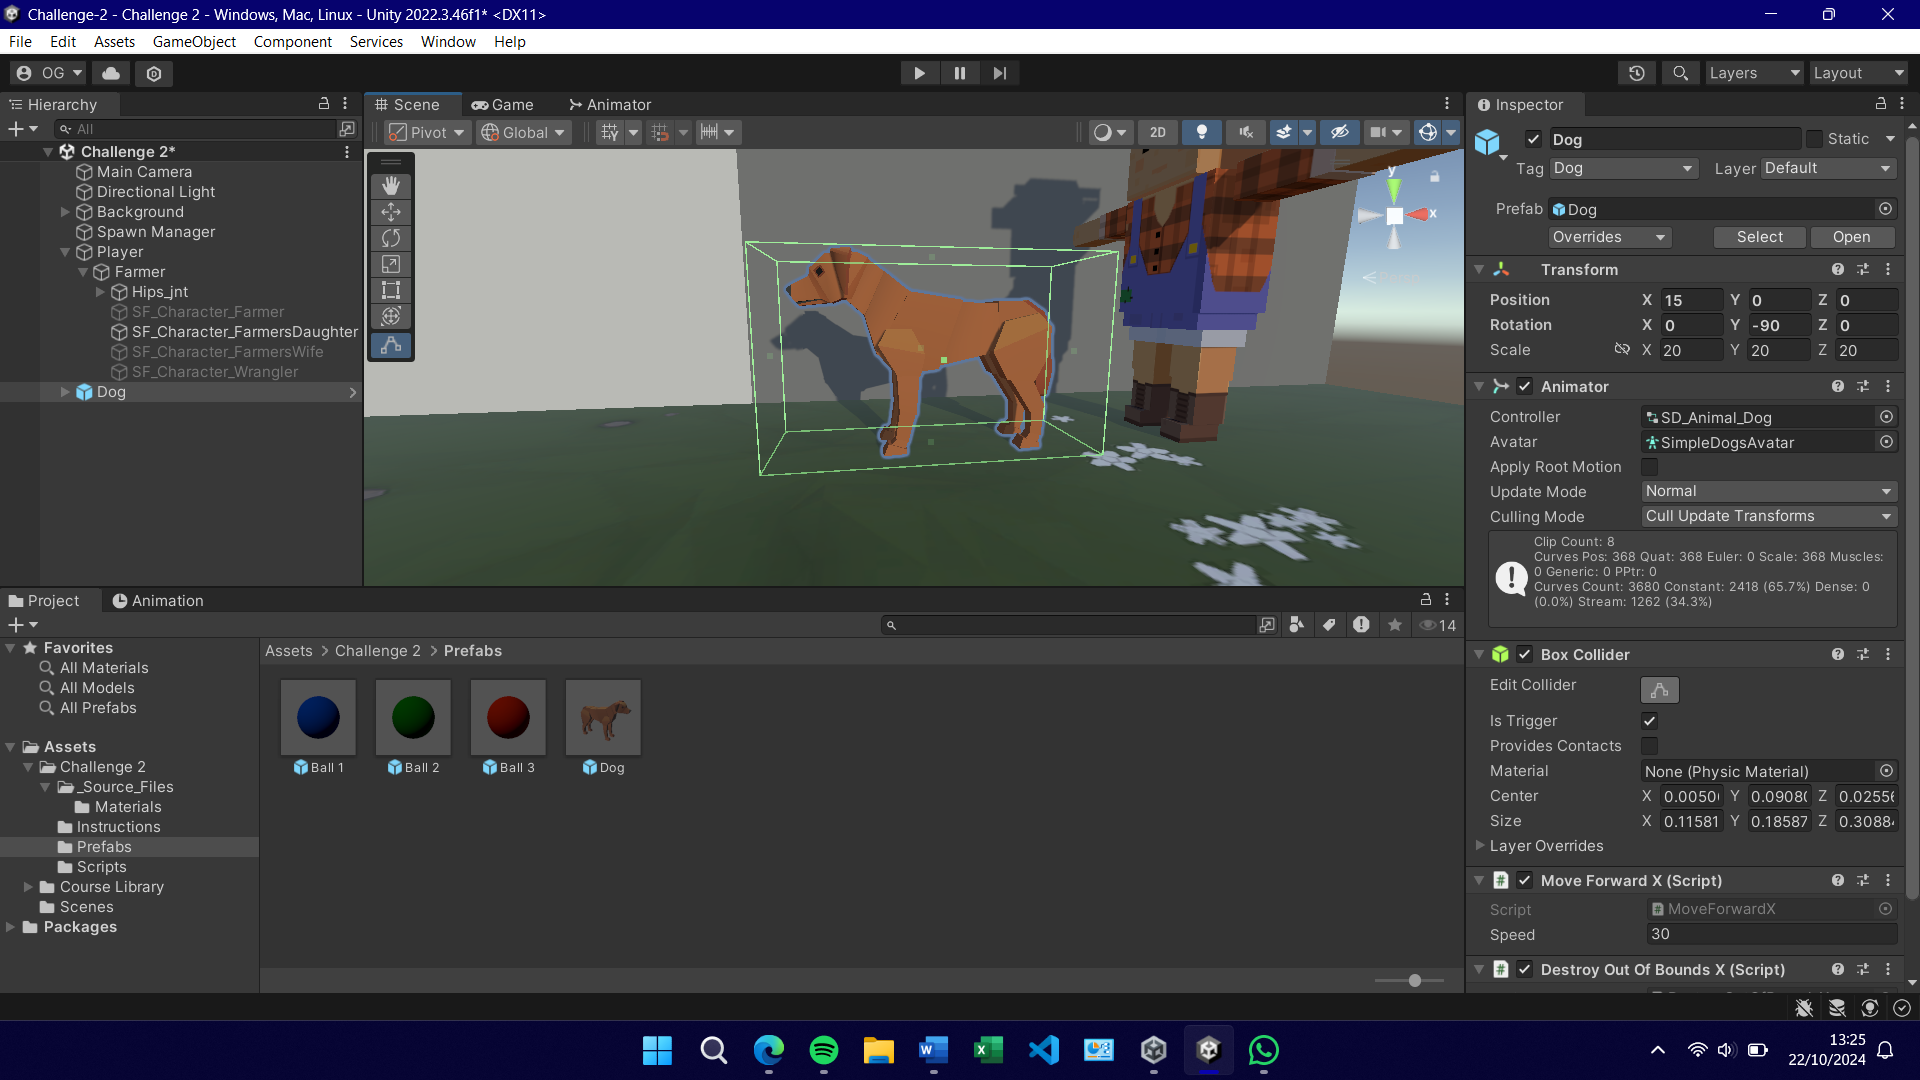 Challenge-2 - Challenge 2 - Windows, Mac, Linux - Unity 2022.3.46f1* <DX11>
File Edit Assets GameObject Component Services Window Help
OG Layers Layout
Hierarchy
All
Challenge 2*
Main Camera
Directional Light
Background
Spawn Manager
Player
Farmer
Hips_jnt
SF_Character_Farmer
SF_Character_FarmersDaughter
SF_Character_FarmersWife
SF_Character_Wrangler
Dog
Scene Game Animator
Pivot Global 2D
y
x
Persp
Inspector
Dog Static
Tag Dog Layer Default
Prefab Dog
Overrides Select Open
Transform
Position X 15 Y 0 Z 0
Rotation X 0 Y -90 Z 0
Scale X 20 Y 20 Z 20
Animator
Controller SD_Animal_Dog
Avatar SimpleDogsAvatar
Apply Root Motion
Update Mode Normal
Culling Mode Cull Update Transforms
Clip Count: 8
Curves Pos: 368 Quat: 368 Euler: 0 Scale: 368 Muscles:
0 Generic: 0 PPtr: 0
Curves Count: 3680 Constant: 2418 (65.7%) Dense: 0
(0.0%) Stream: 1262 (34.3%)
Box Collider
Edit Collider
Is Trigger
Provides Contacts
Material None (Physic Material)
Center X 0.0050 Y 0.0908 Z 0.0255
Size X 0.11581 Y 0.18587 Z 0.3088
Layer Overrides
Move Forward X (Script)
Script MoveForwardX
Speed 30
Destroy Out Of Bounds X (Script)
Project Animation
14
Favorites
All Materials
All Models
All Prefabs
Assets
Challenge 2
_Source_Files
Materials
Instructions
Prefabs
Scripts
Course Library
Scenes
Packages
Assets > Challenge 2 > Prefabs
Ball 1 Ball 2 Ball 3 Dog
13:25
22/10/2024